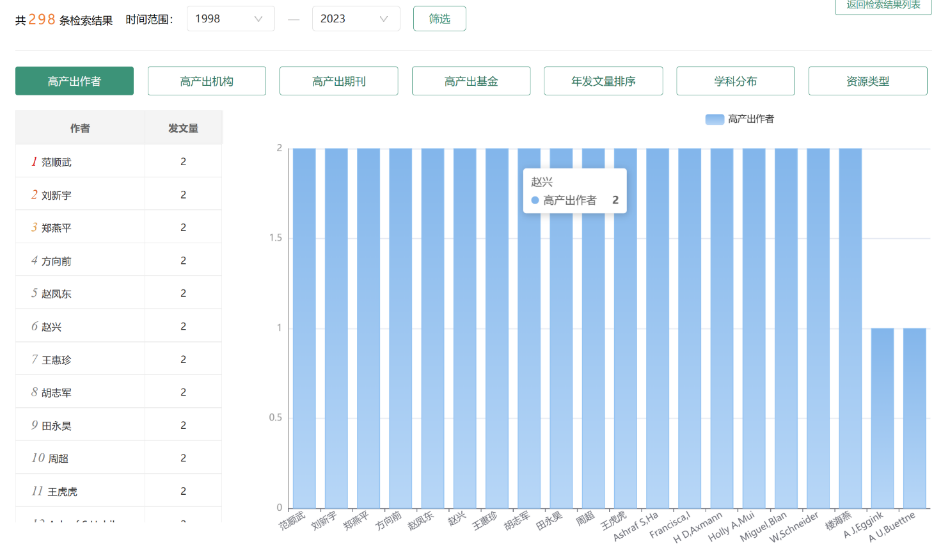 返回检索结果列表
共 298 条检索结果 时间范围: 1998 — 2023 筛选
高产出作者 高产出机构 高产出期刊 高产出基金 年发文量排序 学科分布 资源类型
作者 发文量
1 范顺武 2
2 刘新宇 2
3 郑燕平 2
4 方向前 2
5 赵凤东 2
6 赵兴 2
7 王惠珍 2
8 胡志军 2
9 田永昊 2
10 周超 2
11 王虎虎 2
高产出作者
2
1.5
1
0.5
0
赵兴
高产出作者 2
范顺武 刘新宇 郑燕平 方向前 赵凤东 赵兴 王惠珍 胡志军 田永昊 周超 王虎虎 Ashraf S,Ha Francisca,l H D,Axmann Holly A,Mui Miguel,Blan W,Schneider 楼海燕 A J,Eggink A U,Buettne